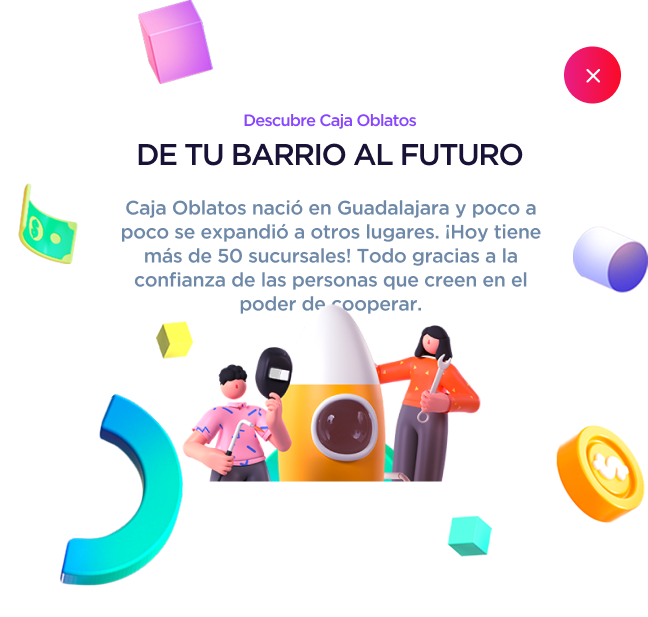 Descubre Caja Oblatos
DE TU BARRIO AL FUTURO
Caja Oblatos nació en Guadalajara y poco a
poco se expandió a otros lugares. ¡Hoy tiene
más de 50 sucursales! Todo gracias a la
confianza de las personas que creen en el
poder de cooperar.